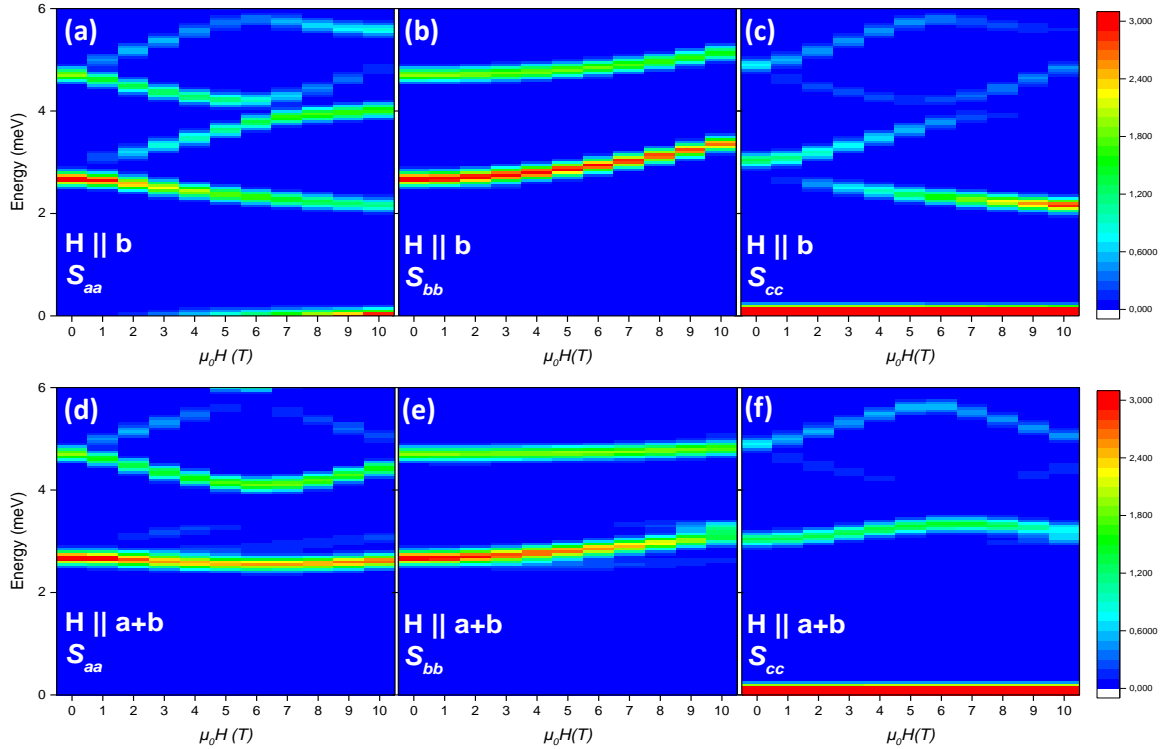 (a) (b) (c)
Energy (meV)
6
4
2
0
H || b H || b H || b
S_aa S_bb S_cc
0 1 2 3 4 5 6 7 8 9 10
0 1 2 3 4 5 6 7 8 9 10
0 1 2 3 4 5 6 7 8 9 10
μ₀H (T) μ₀H(T) μ₀H(T)
3,000
2,400
1,800
1,200
0,6000
0,000
(d) (e) (f)
Energy (meV)
6
4
2
0
H || a+b H || a+b H || a+b
S_aa S_bb S_cc
0 1 2 3 4 5 6 7 8 9 10
0 1 2 3 4 5 6 7 8 9 10
0 1 2 3 4 5 6 7 8 9 10
μ₀H (T) μ₀H(T) μ₀H(T)
3,000
2,400
1,800
1,200
0,6000
0,000